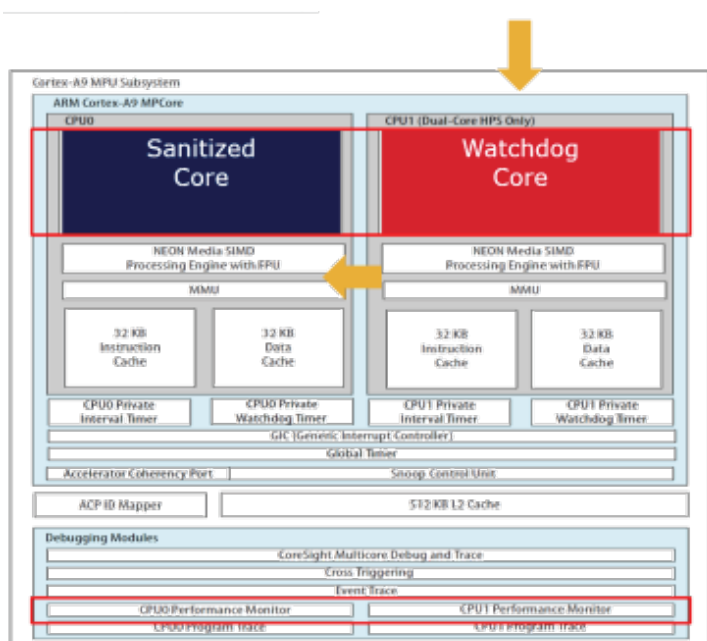 Cortex-A9 MPU Subsystem
ARM Cortex-A9 MPCore
CPU0
CPU1 (Dual-Core HPS Only)
Sanitized
Core
Watchdog
Core
NEON Media SIMD
Processing Engine with FPU
NEON Media SIMD
Processing Engine with FPU
MMU
MMU
32 KB
Instruction
Cache
32 KB
Data
Cache
32 KB
Instruction
Cache
32 KB
Data
Cache
CPU0 Private
Interval Timer
CPU0 Private
Watchdog Timer
CPU1 Private
Interval Timer
CPU1 Private
Watchdog Timer
GIC (Generic Interrupt Controller)
Global Timer
Accelerator Coherency Port
Snoop Control Unit
ACP ID Mapper
512 KB L2 Cache
Debugging Modules
CoreSight Multicore Debug and Trace
Cross Triggering
Event Trace
CPU0 Performance Monitor
CPU1 Performance Monitor
CPU0 Program Trace
CPU1 Program Trace